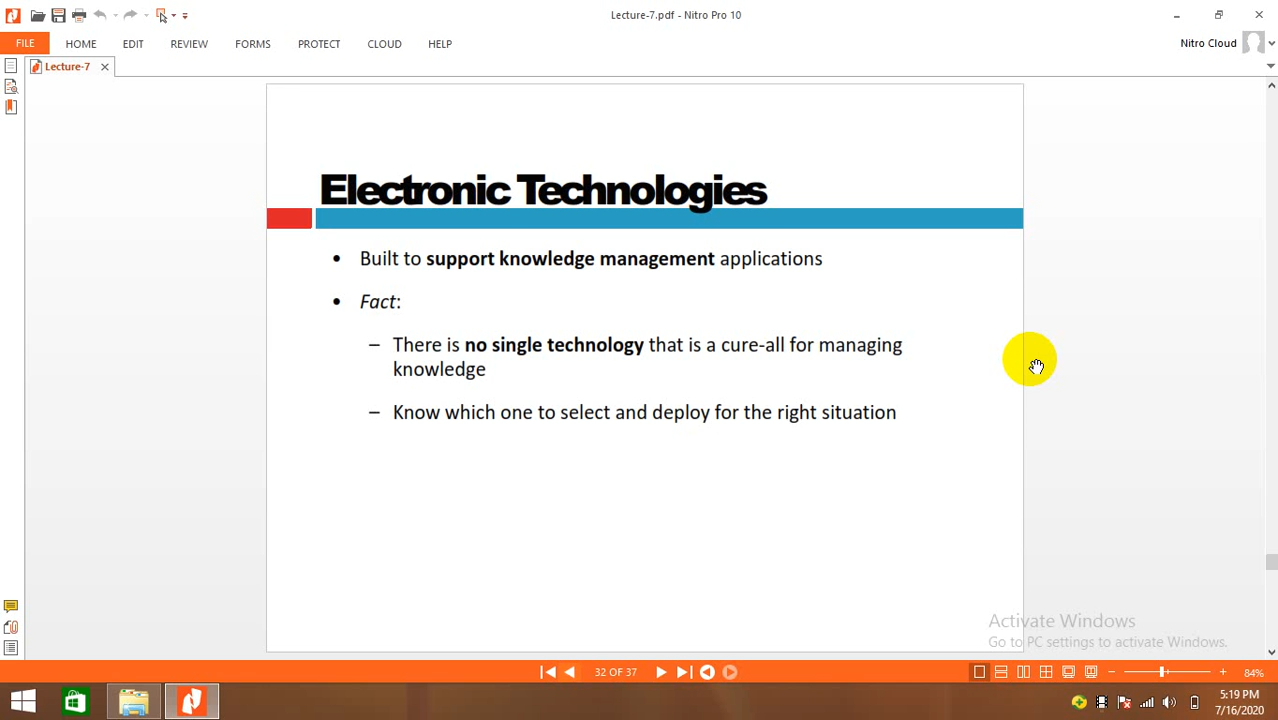 Lecture-7.pdf - Nitro Pro 10
FILE HOME EDIT REVIEW FORMS PROTECT CLOUD HELP
Nitro Cloud
Lecture-7
Electronic Technologies
• Built to support knowledge management applications
• Fact:
– There is no single technology that is a cure-all for managing
knowledge
– Know which one to select and deploy for the right situation
Activate Windows
Go to PC settings to activate Windows.
32 OF 37
84%
5:19 PM
7/16/2020